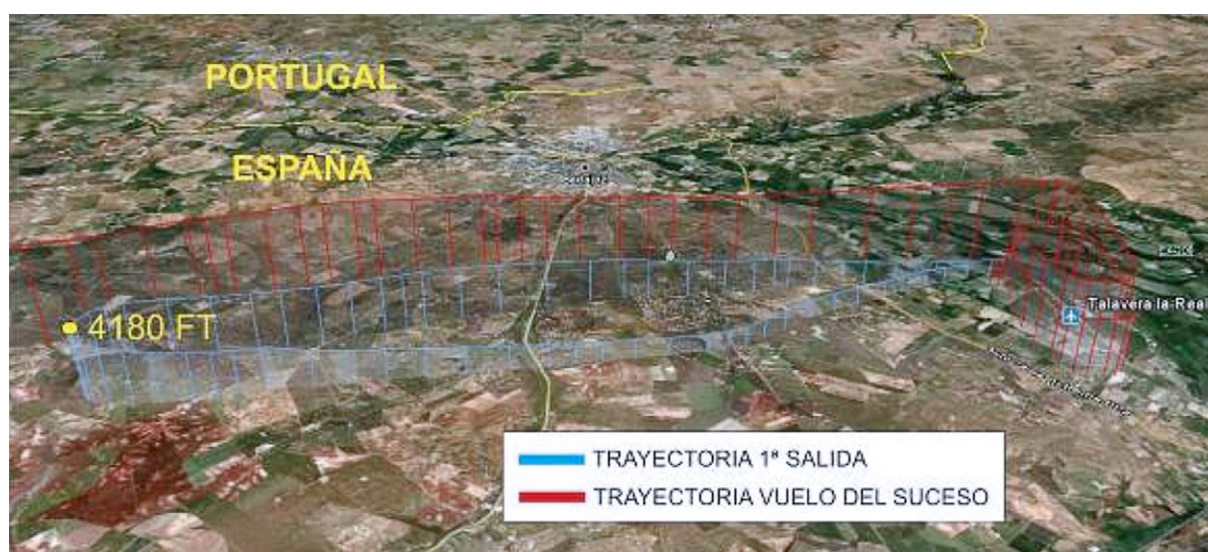 PORTUGAL
ESPAÑA
4180 FT
Talavera la Real
TRAYECTORIA 1ª SALIDA
TRAYECTORIA VUELO DEL SUCESO